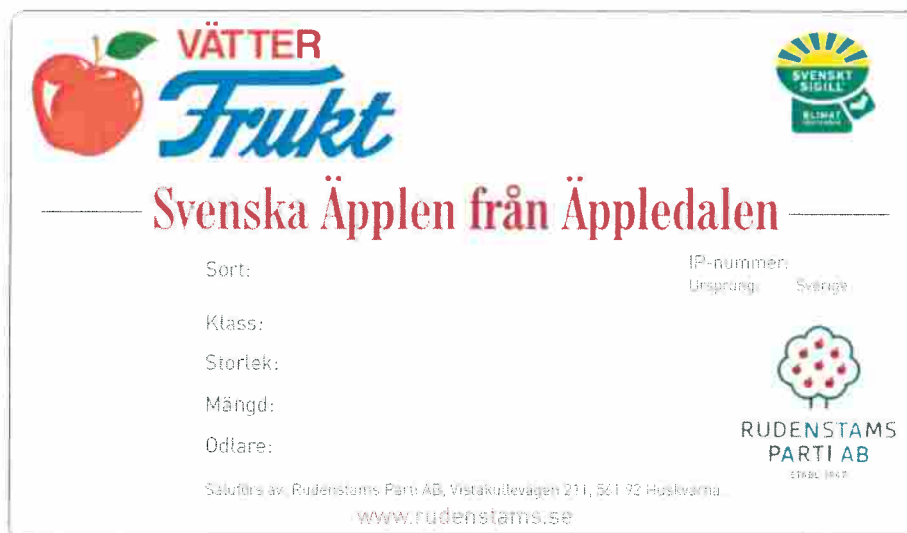 VÄTTER
Frukt
SVENSKT
SIGILL
KLIMAT
Svenska Äpplen från Äppledalen
Sort:
IP-nummer:
Ursprung: Sverige
Klass:
Storlek:
Mängd:
Odlare:
RUDENSTAMS
PARTI AB
Saluförs av, Rudenstams Parti AB, Vistakullevägen 211, 561 92 Huskvarna
www.rudenstams.se